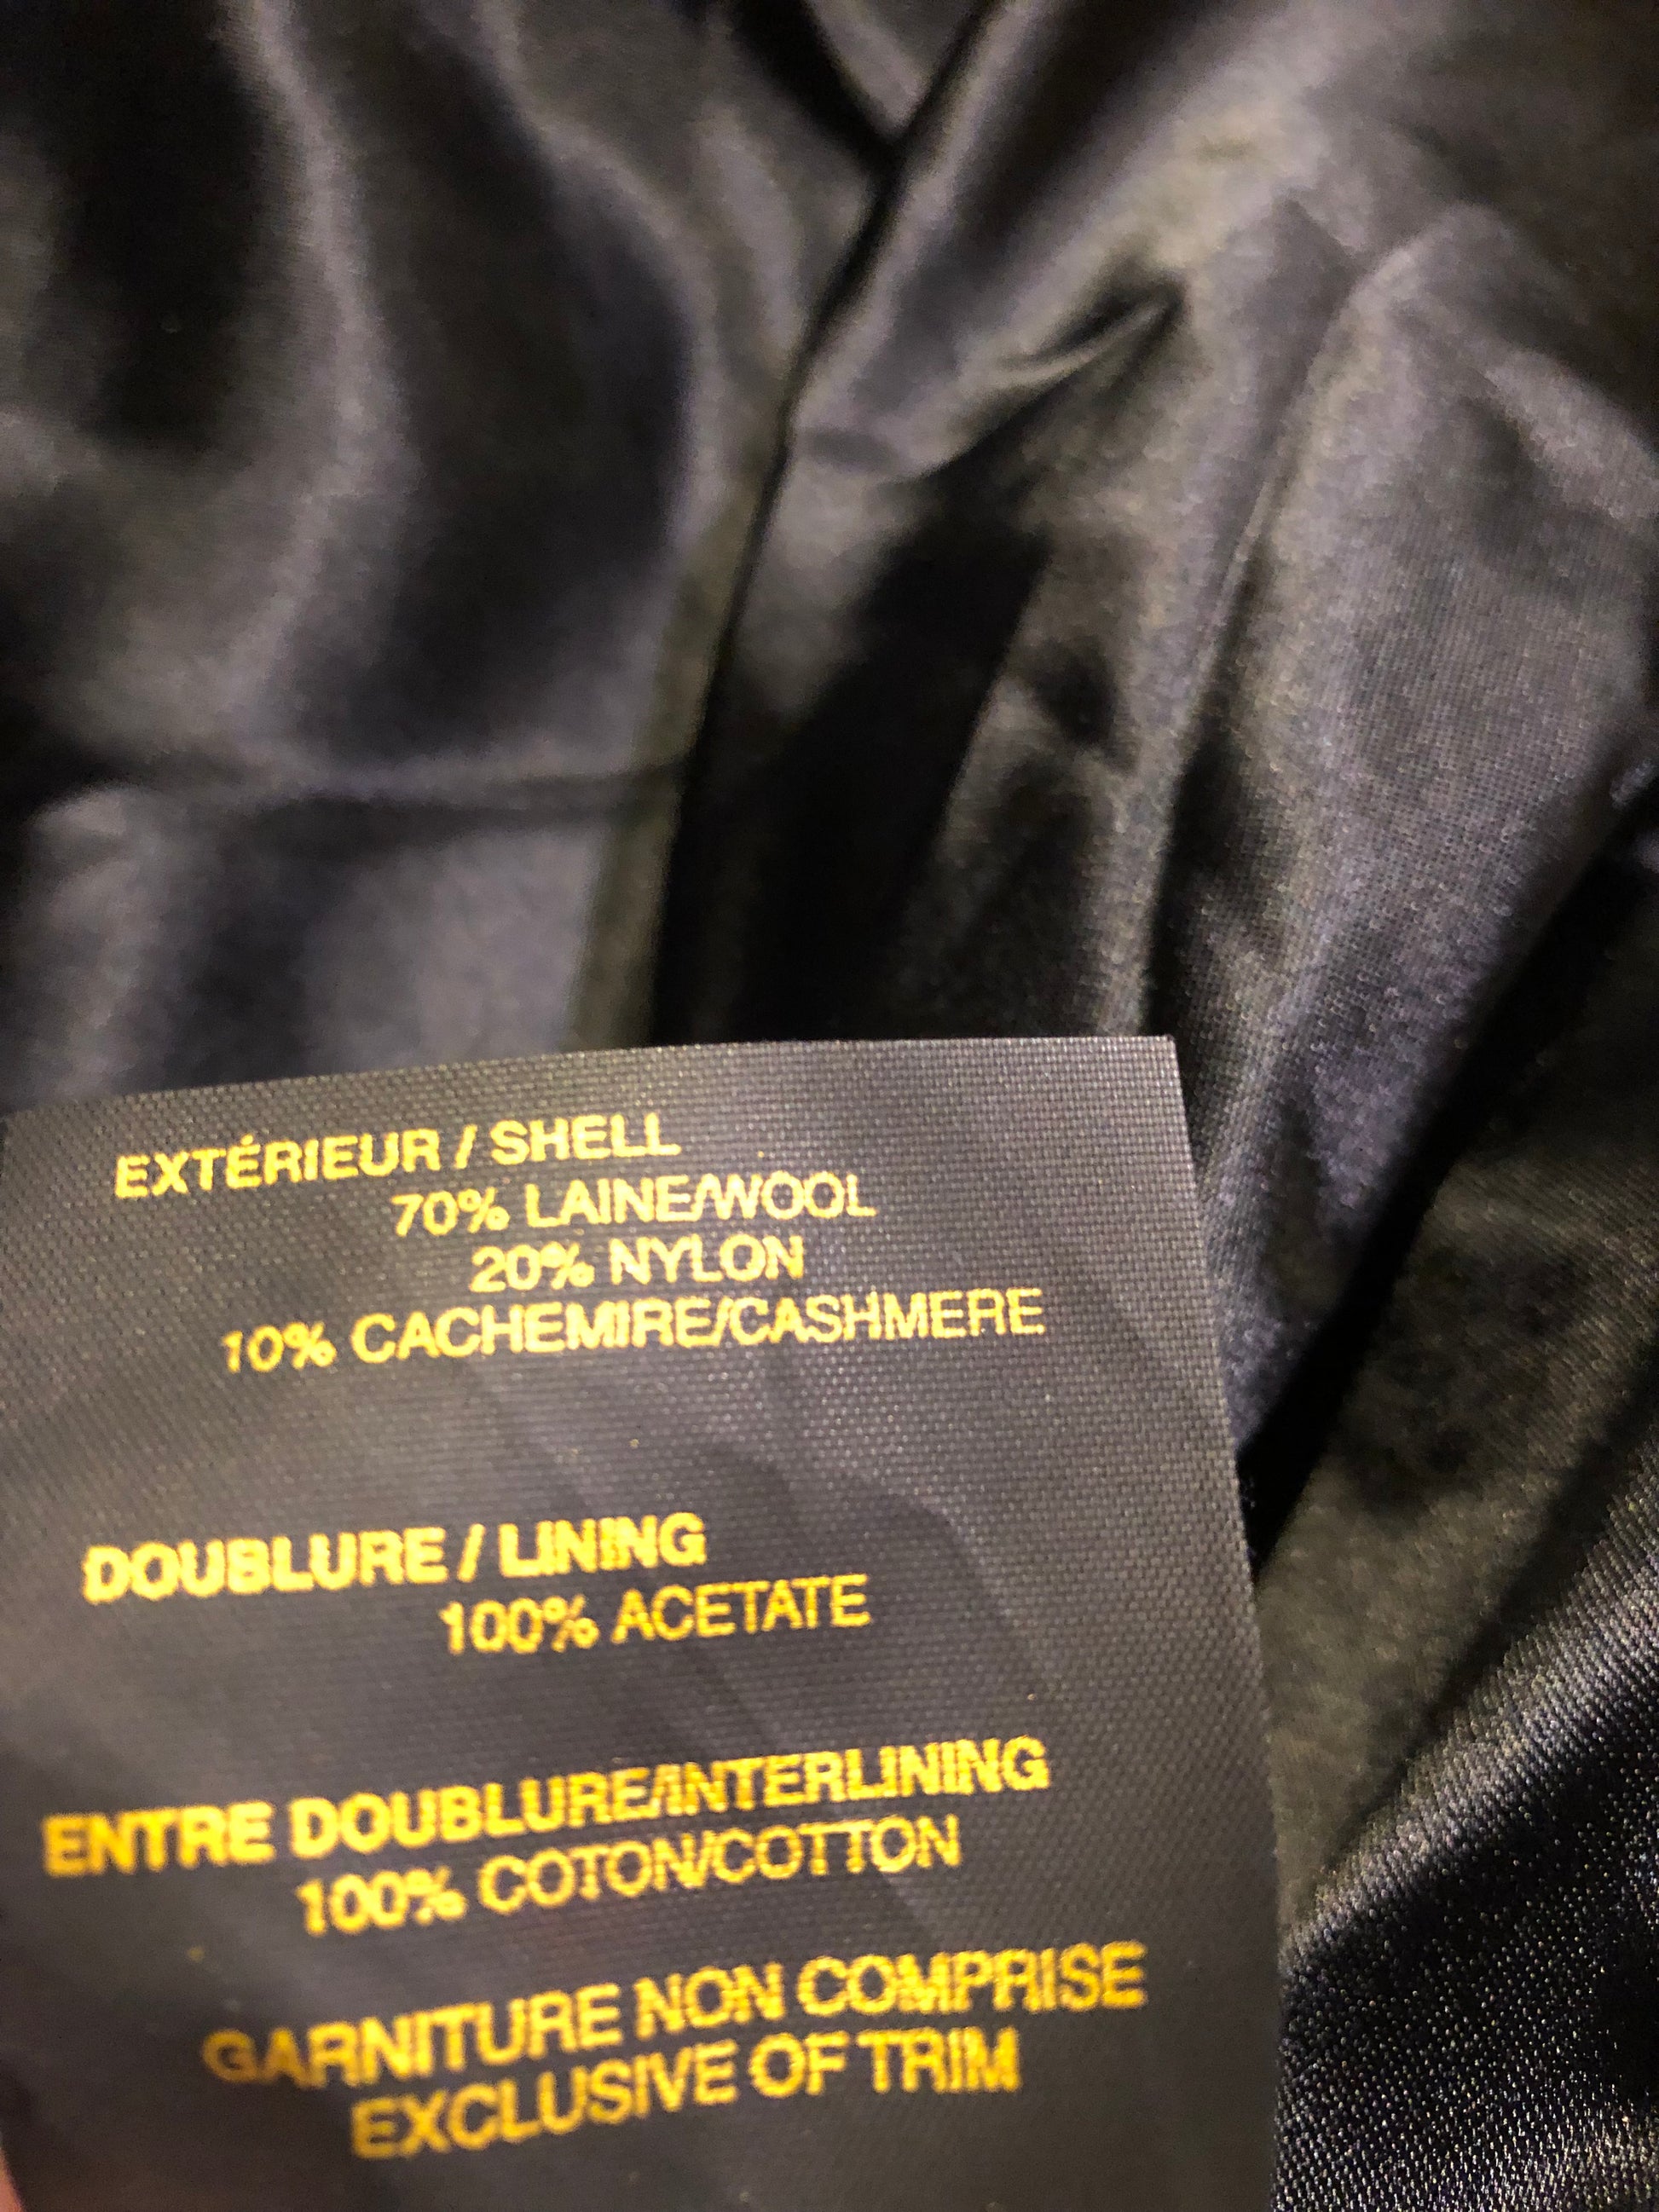 EXTÉRIEUR / SHELL
70% LAINE/WOOL
20% NYLON
10% CACHEMIRE/CASHMERE
DOUBLURE / LINING
100% ACETATE
ENTRE DOUBLURE/INTERLINING
100% COTON/COTTON
GARNITURE NON COMPRISE
EXCLUSIVE OF TRIM